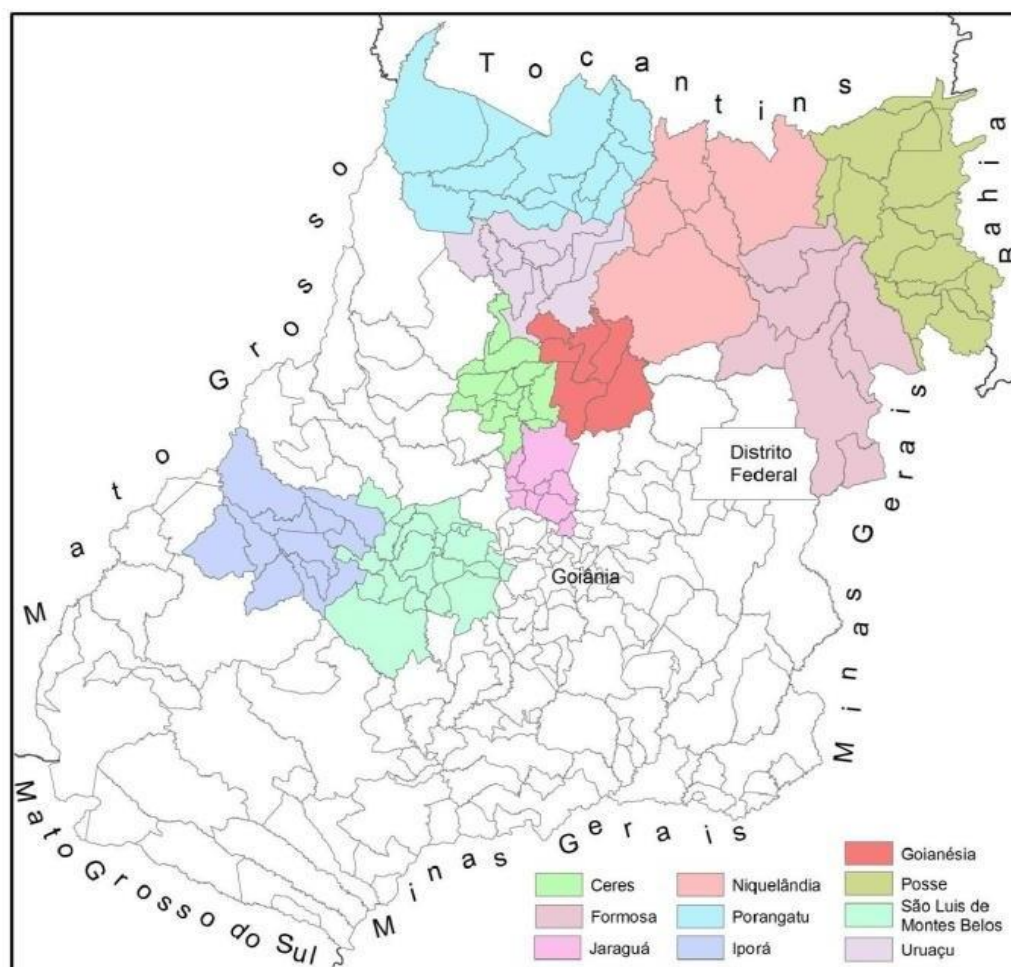 Tocantins
Bahia
Mato Grosso
Distrito
Federal
Goiânia
Minas Gerais
Minas Gerais
Mato Grosso do Sul
Goianésia
Ceres
Niquelândia
Posse
Formosa
Porangatu
São Luis de
Montes Belos
Jaraguá
Iporá
Uruaçu